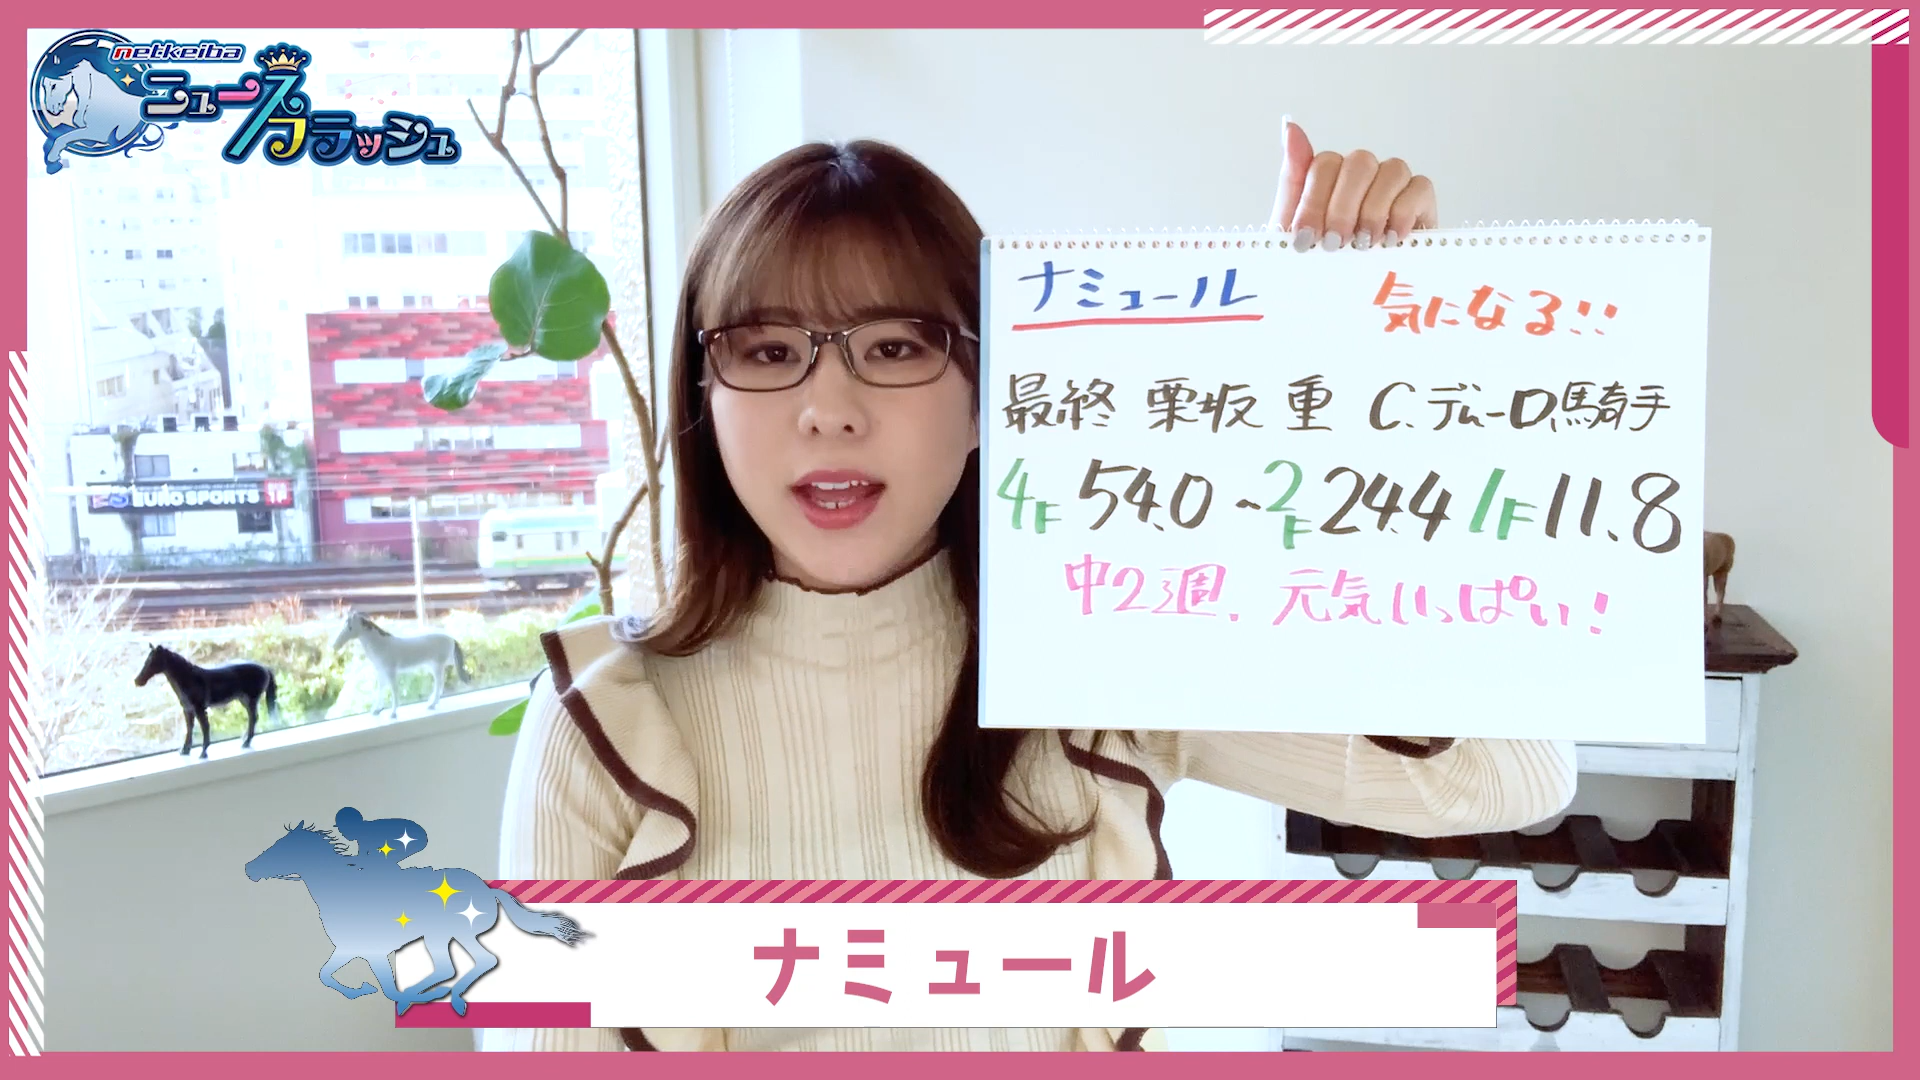 netkeiba
ニュースフラッシュ
EURO SPORTS 1F
ナミュール
気になる!!
最終 栗坂 重 C.デムーロ騎手
4F 54.0 ~2F 24.4 1F 11.8
中2週、元気いっぱい!
ナミュール